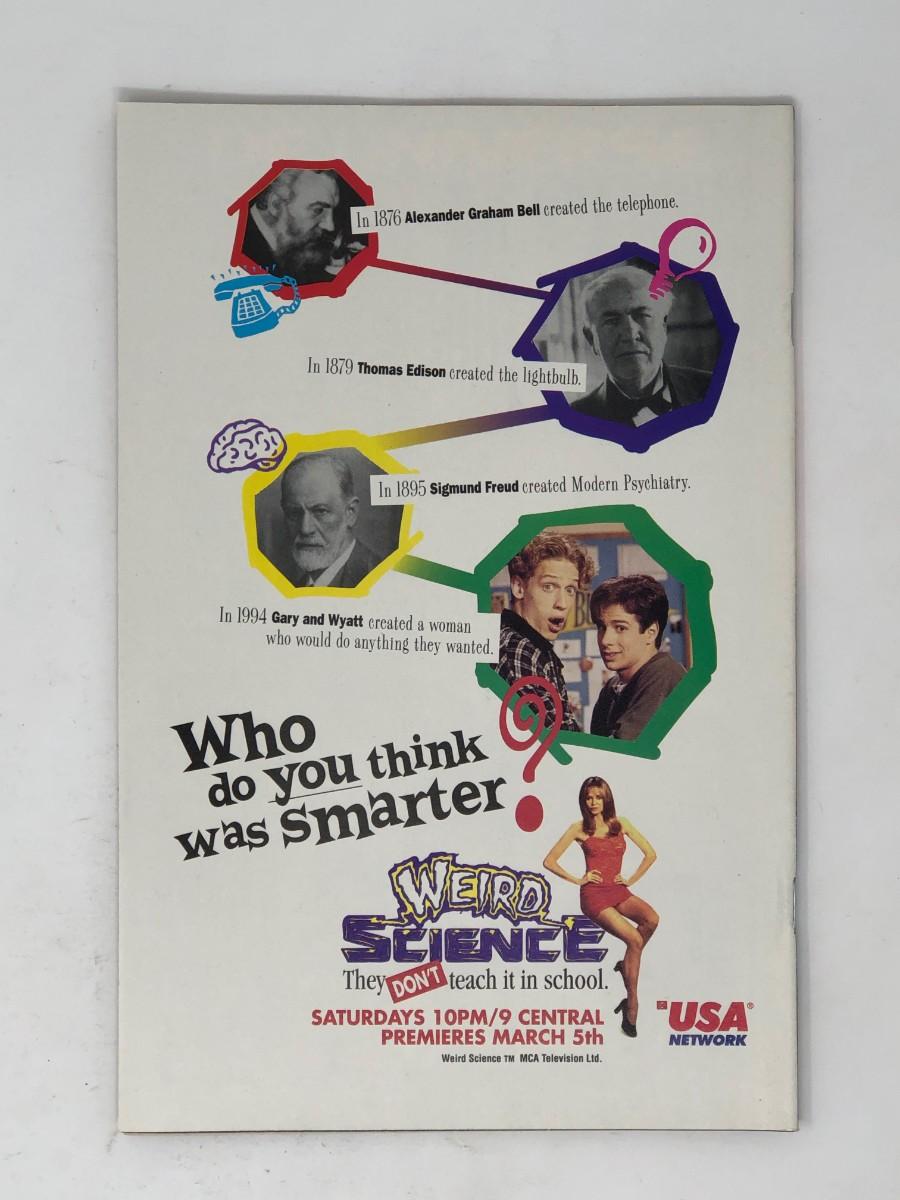 In 1876 Alexander Graham Bell created the telephone.
In 1879 Thomas Edison created the lightbulb.
In 1895 Sigmund Freud created Modern Psychiatry.
In 1994 Gary and Wyatt created a woman
who would do anything they wanted.
Who
do you think
was smarter?
WEIRD
SCIENCE
They DON'T teach it in school.
SATURDAYS 10PM/9 CENTRAL
PREMIERES MARCH 5th
USA®
NETWORK
Weird Science TM MCA Television Ltd.